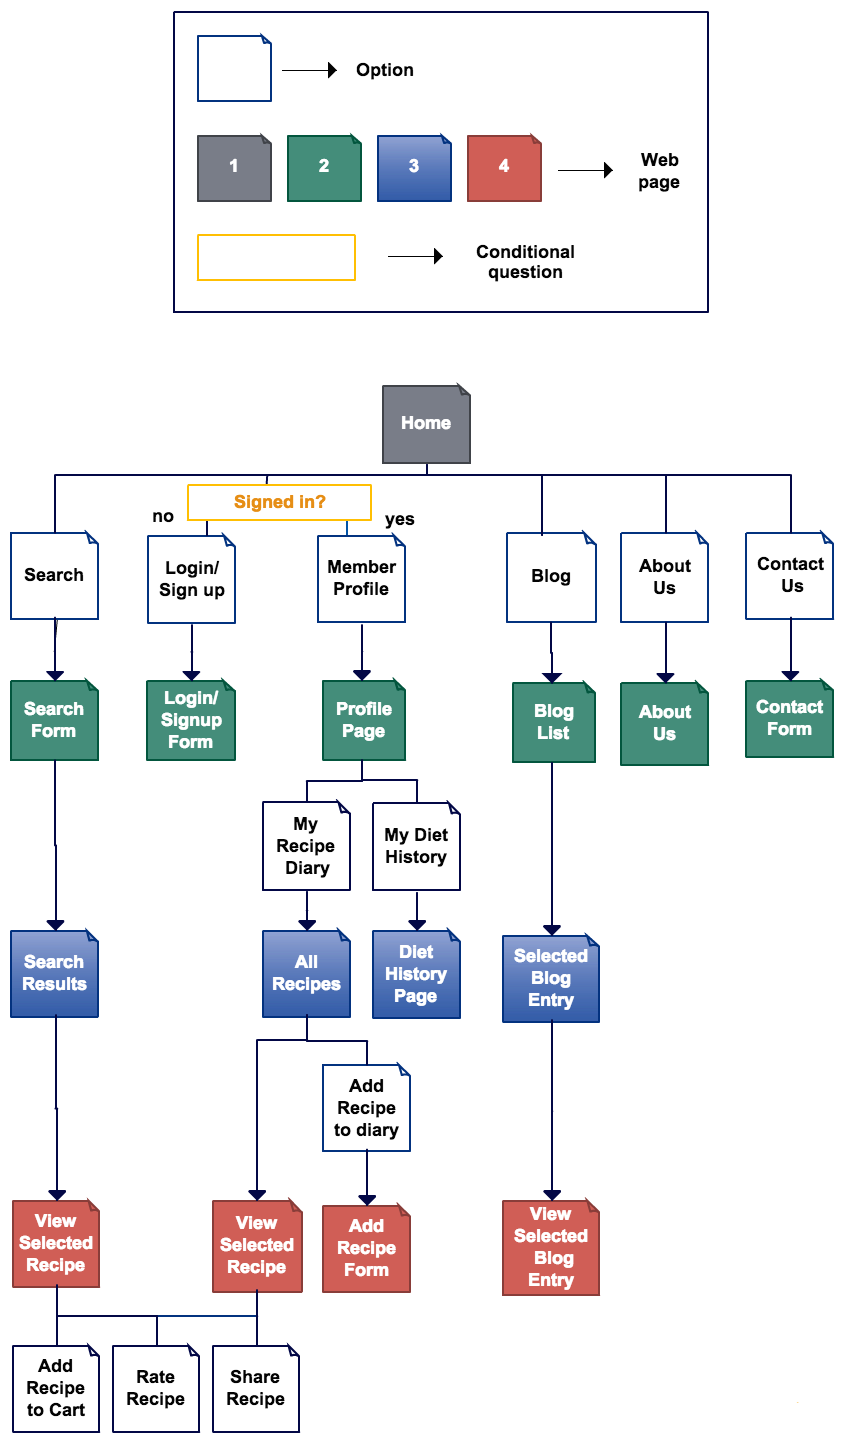 Option
1
2
3
4
Web
page
Conditional
question
Home
Signed in?
no
yes
Search
Login/
Sign up
Member
Profile
Blog
About
Us
Contact
Us
Search
Form
Login/
Signup
Form
Profile
Page
Blog
List
About
Us
Contact
Form
My
Recipe
Diary
My Diet
History
Search
Results
All
Recipes
Diet
History
Page
Selected
Blog
Entry
Add
Recipe
to diary
View
Selected
Recipe
View
Selected
Recipe
Add
Recipe
Form
View
Selected
Blog
Entry
Add
Recipe
to Cart
Rate
Recipe
Share
Recipe